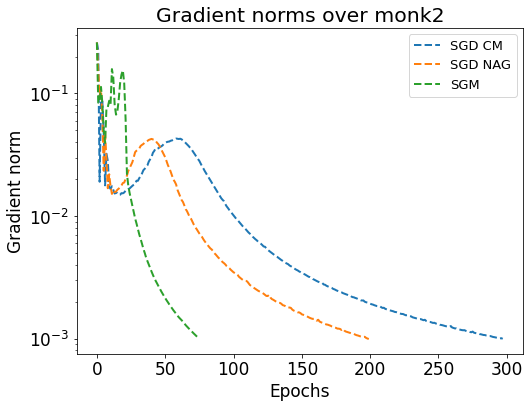 Gradient norms over monk2
SGD CM
SGD NAG
SGM
Gradient norm
10⁻¹
10⁻²
10⁻³
0 50 100 150 200 250 300
Epochs